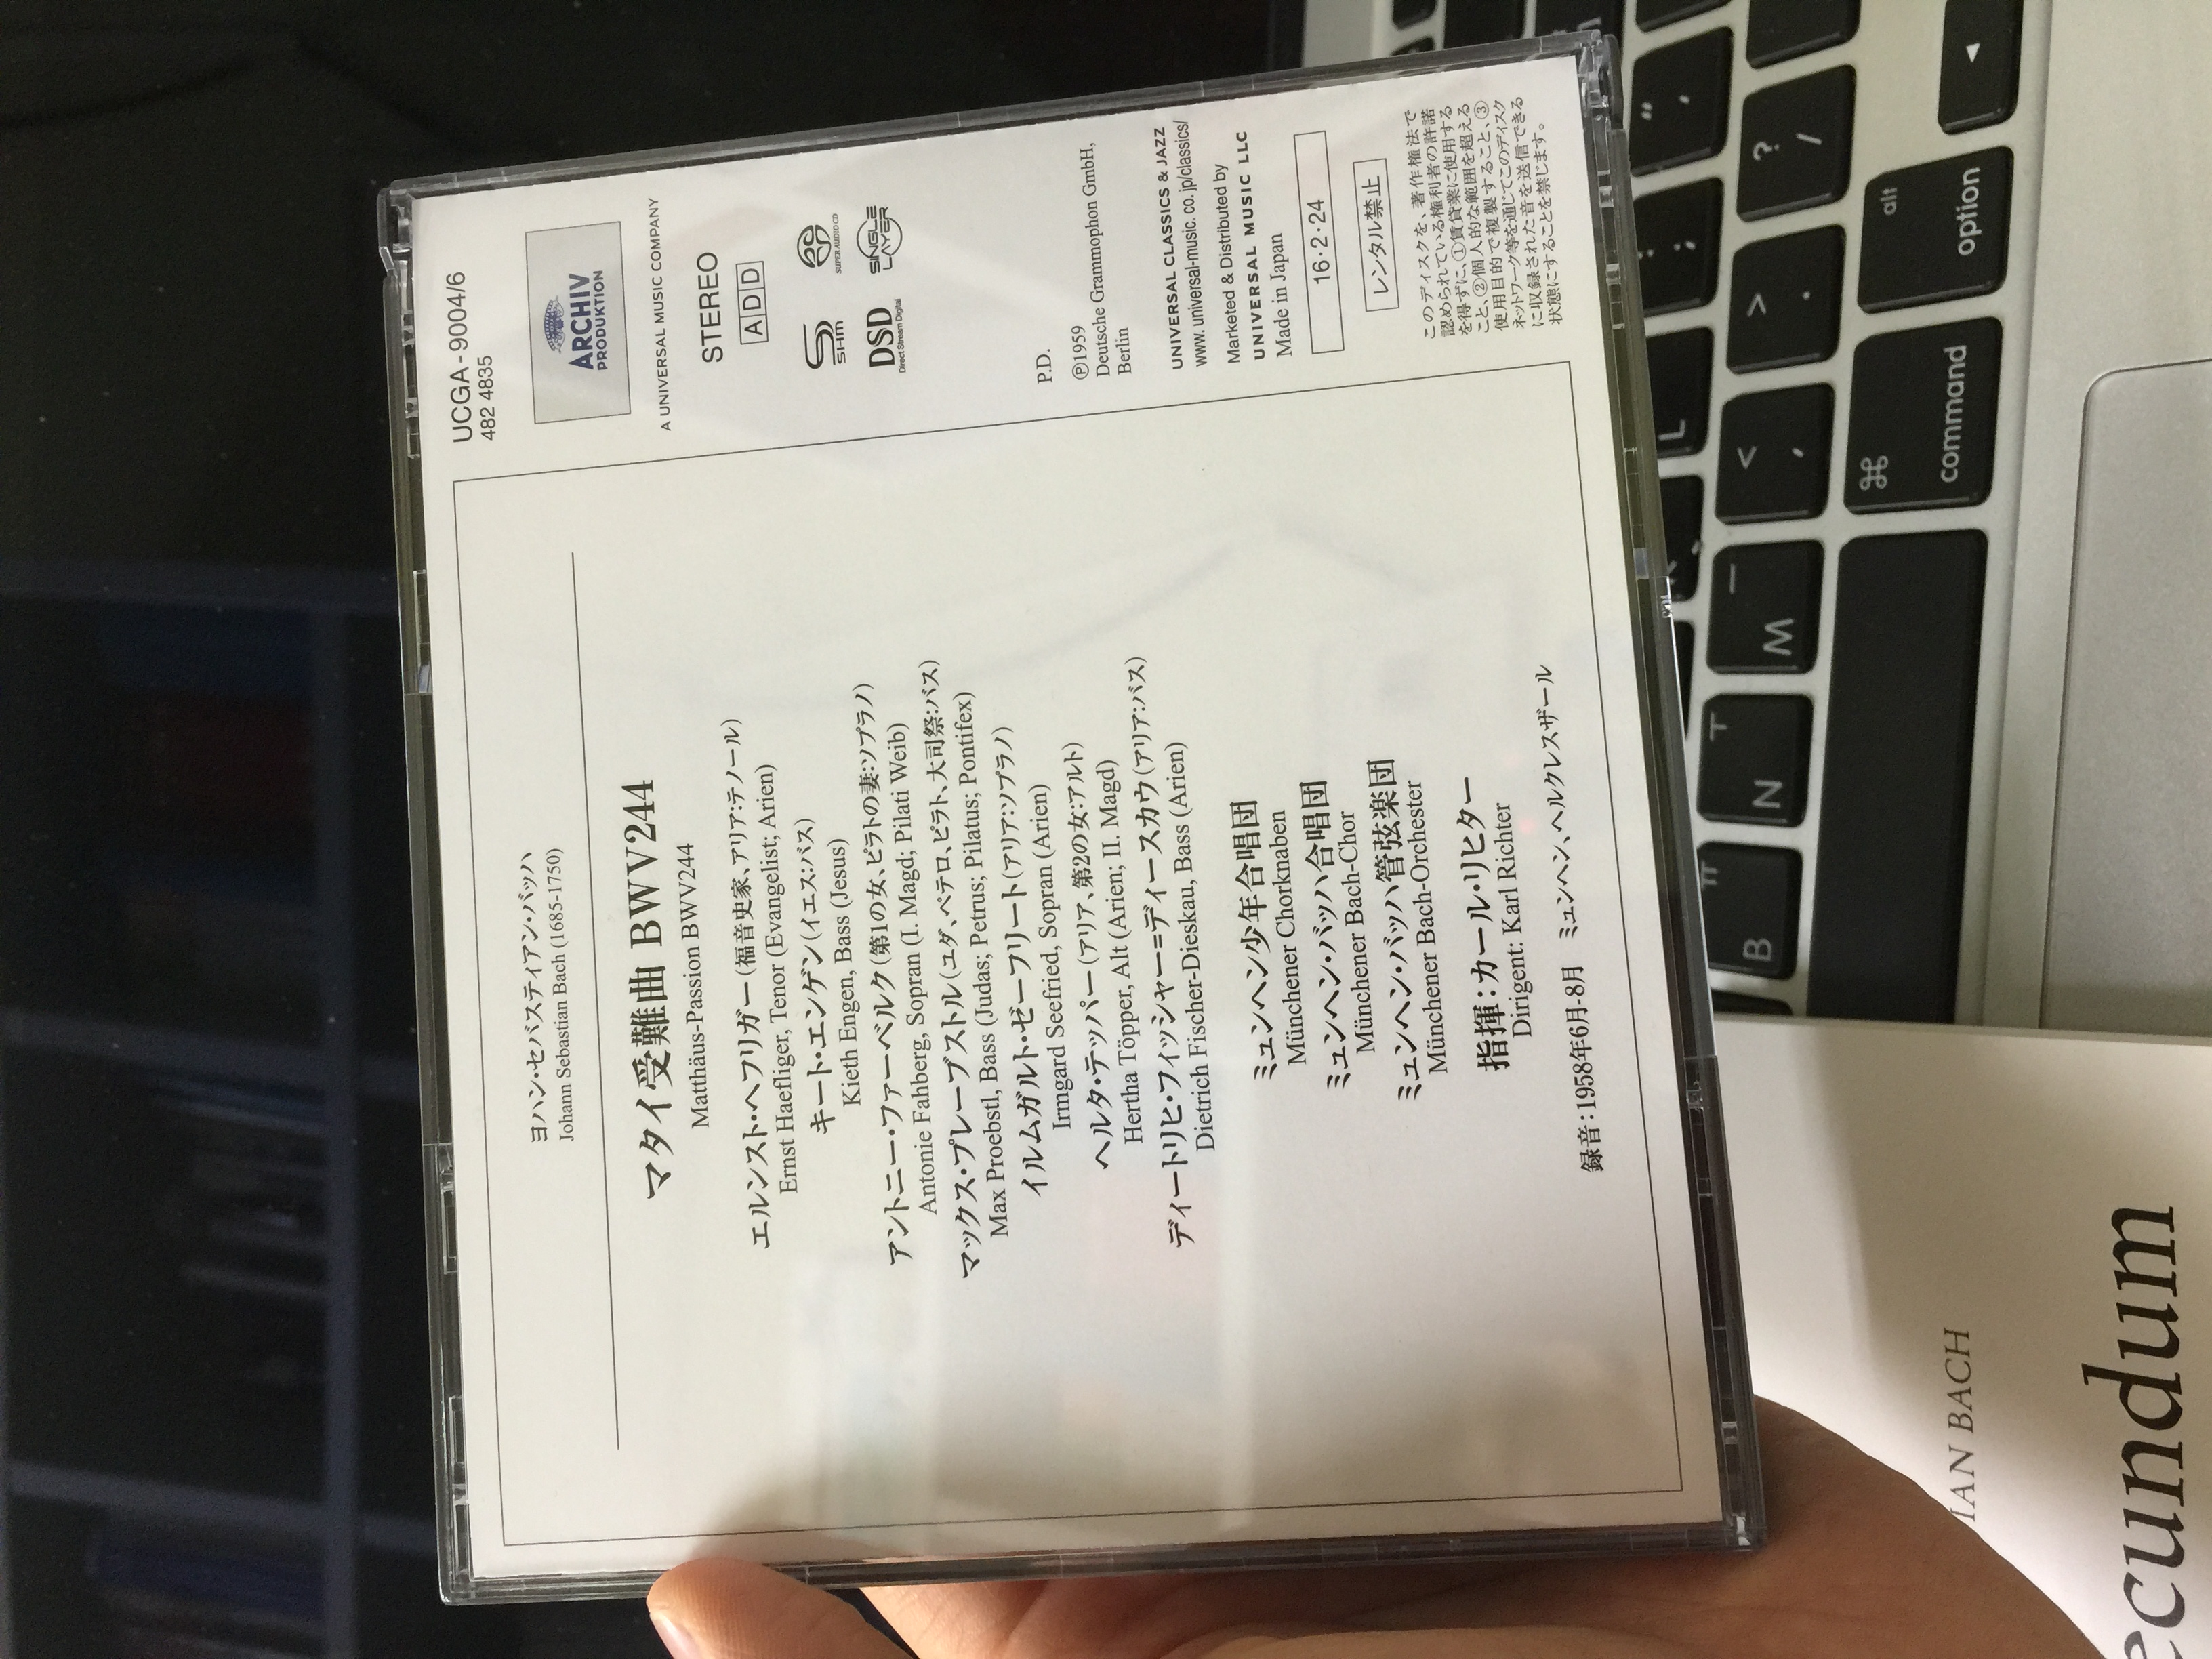 ヨハン・セバスティアン・バッハ
Johann Sebastian Bach (1685-1750)
マタイ受難曲 BWV244
Matthäus-Passion BWV244
エルンスト・ヘフリガー(福音史家、アリア:テノール)
Ernst Haefliger, Tenor (Evangelist; Arien)
キート・エンゲン(イエス:バス)
Kieth Engen, Bass (Jesus)
アントニー・ファーベルク(第1の女、ピラトの妻:ソプラノ)
Antonie Fahberg, Sopran (I. Magd; Pilati Weib)
マックス・プレーブストル(ユダ、ペテロ、ピラト、大司祭:バス)
Max Proebstl, Bass (Judas; Petrus; Pilatus; Pontifex)
イルムガルト・ゼーフリート(アリア:ソプラノ)
Irmgard Seefried, Sopran (Arien)
ヘルタ・テッパー(アリア、第2の女:アルト)
Hertha Töpper, Alt (Arien; II. Magd)
ディートリヒ・フィッシャー=ディースカウ(アリア:バス)
Dietrich Fischer-Dieskau, Bass (Arien)
ミュンヘン少年合唱団
Münchener Chorknaben
ミュンヘン・バッハ合唱団
Münchener Bach-Chor
ミュンヘン・バッハ管弦楽団
Münchener Bach-Orchester
指揮:カール・リヒター
Dirigent: Karl Richter
録音:1958年6月-8月 ミュンヘン、ヘルクレスザール
UCGA-9004/6
482 4835
ARCHIV
PRODUKTION
A UNIVERSAL MUSIC COMPANY
STEREO
ADD
SHM
SUPER AUDIO CD
DSD
Direct Stream Digital
SINGLE
LAYER
P.D.
Ⓟ1959
Deutsche Grammophon GmbH,
Berlin
UNIVERSAL CLASSICS & JAZZ
www.universal-music.co.jp/classics/
Marketed & Distributed by
UNIVERSAL MUSIC LLC
Made in Japan
16・2・24
レンタル禁止
このディスクを、著作権法で
認められている権利者の許諾
を得ずに、①賃貸業に使用する
こと、②個人的な範囲を超える
使用目的で複製すること、③
ネットワーク等を通じてこのディスク
に収録された音を送信できる
状態にすることを禁じます。
" '
: ;
L
? /
> .
< ,
M
N
B
alt
option
⌘
command
IAN BACH
ecundum